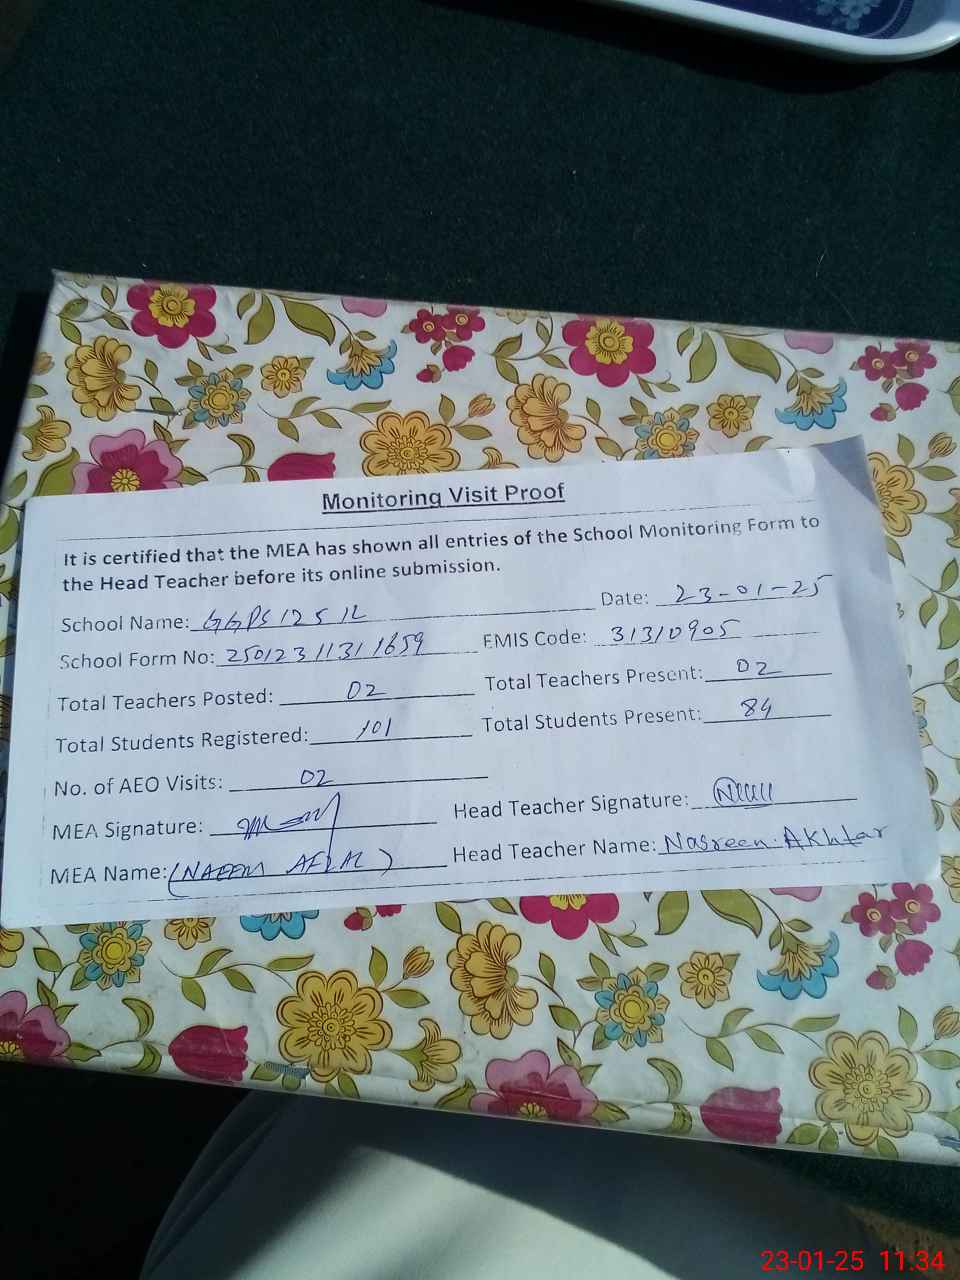 Monitoring Visit Proof
It is certified that the MEA has shown all entries of the School Monitoring Form to
the Head Teacher before its online submission.
School Name: GGPS 125 1L Date: 23-01-25
School Form No: 25012311311659 EMIS Code: 31310905
Total Teachers Posted: 02 Total Teachers Present: 02
Total Students Registered: 101 Total Students Present: 84
No. of AEO Visits: 02
MEA Signature: Head Teacher Signature:
MEA Name: (NAEEM AFZAL) Head Teacher Name: Nasreen. Akhtar
23-01-25 11:34